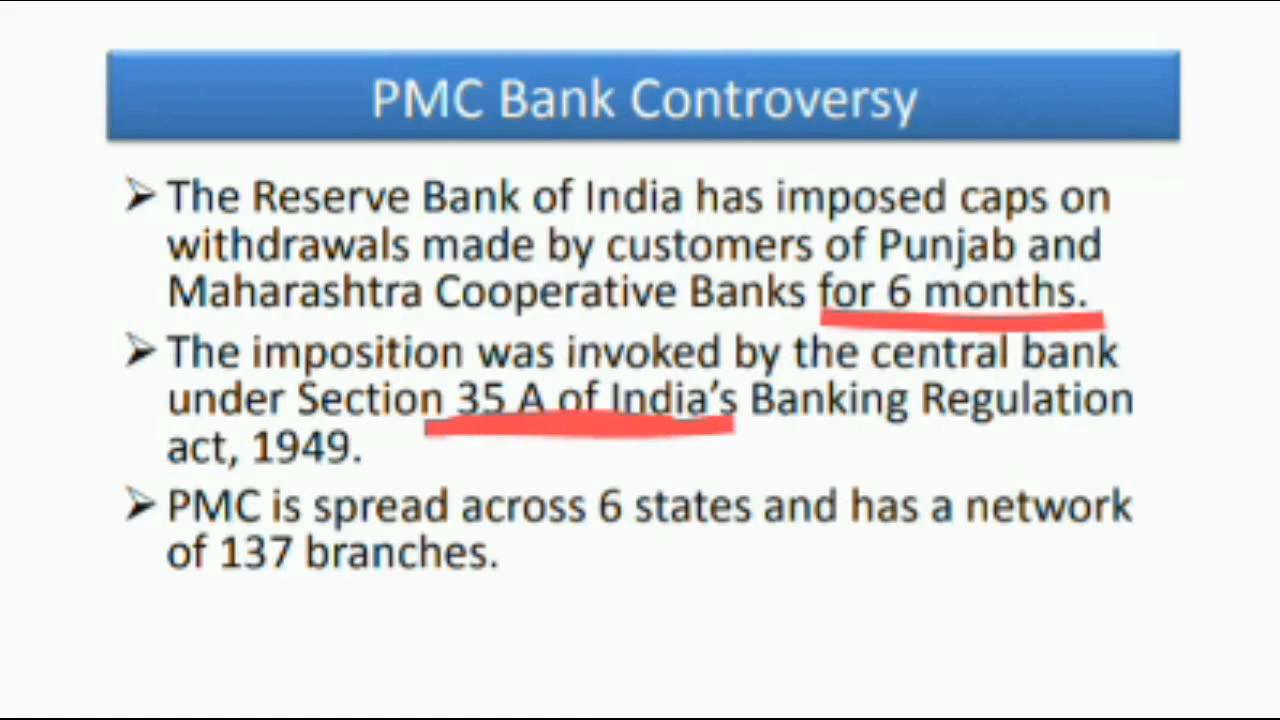 PMC Bank Controversy
➢ The Reserve Bank of India has imposed caps on
withdrawals made by customers of Punjab and
Maharashtra Cooperative Banks for 6 months.
➢ The imposition was invoked by the central bank
under Section 35 A of India's Banking Regulation
act, 1949.
➢ PMC is spread across 6 states and has a network
of 137 branches.